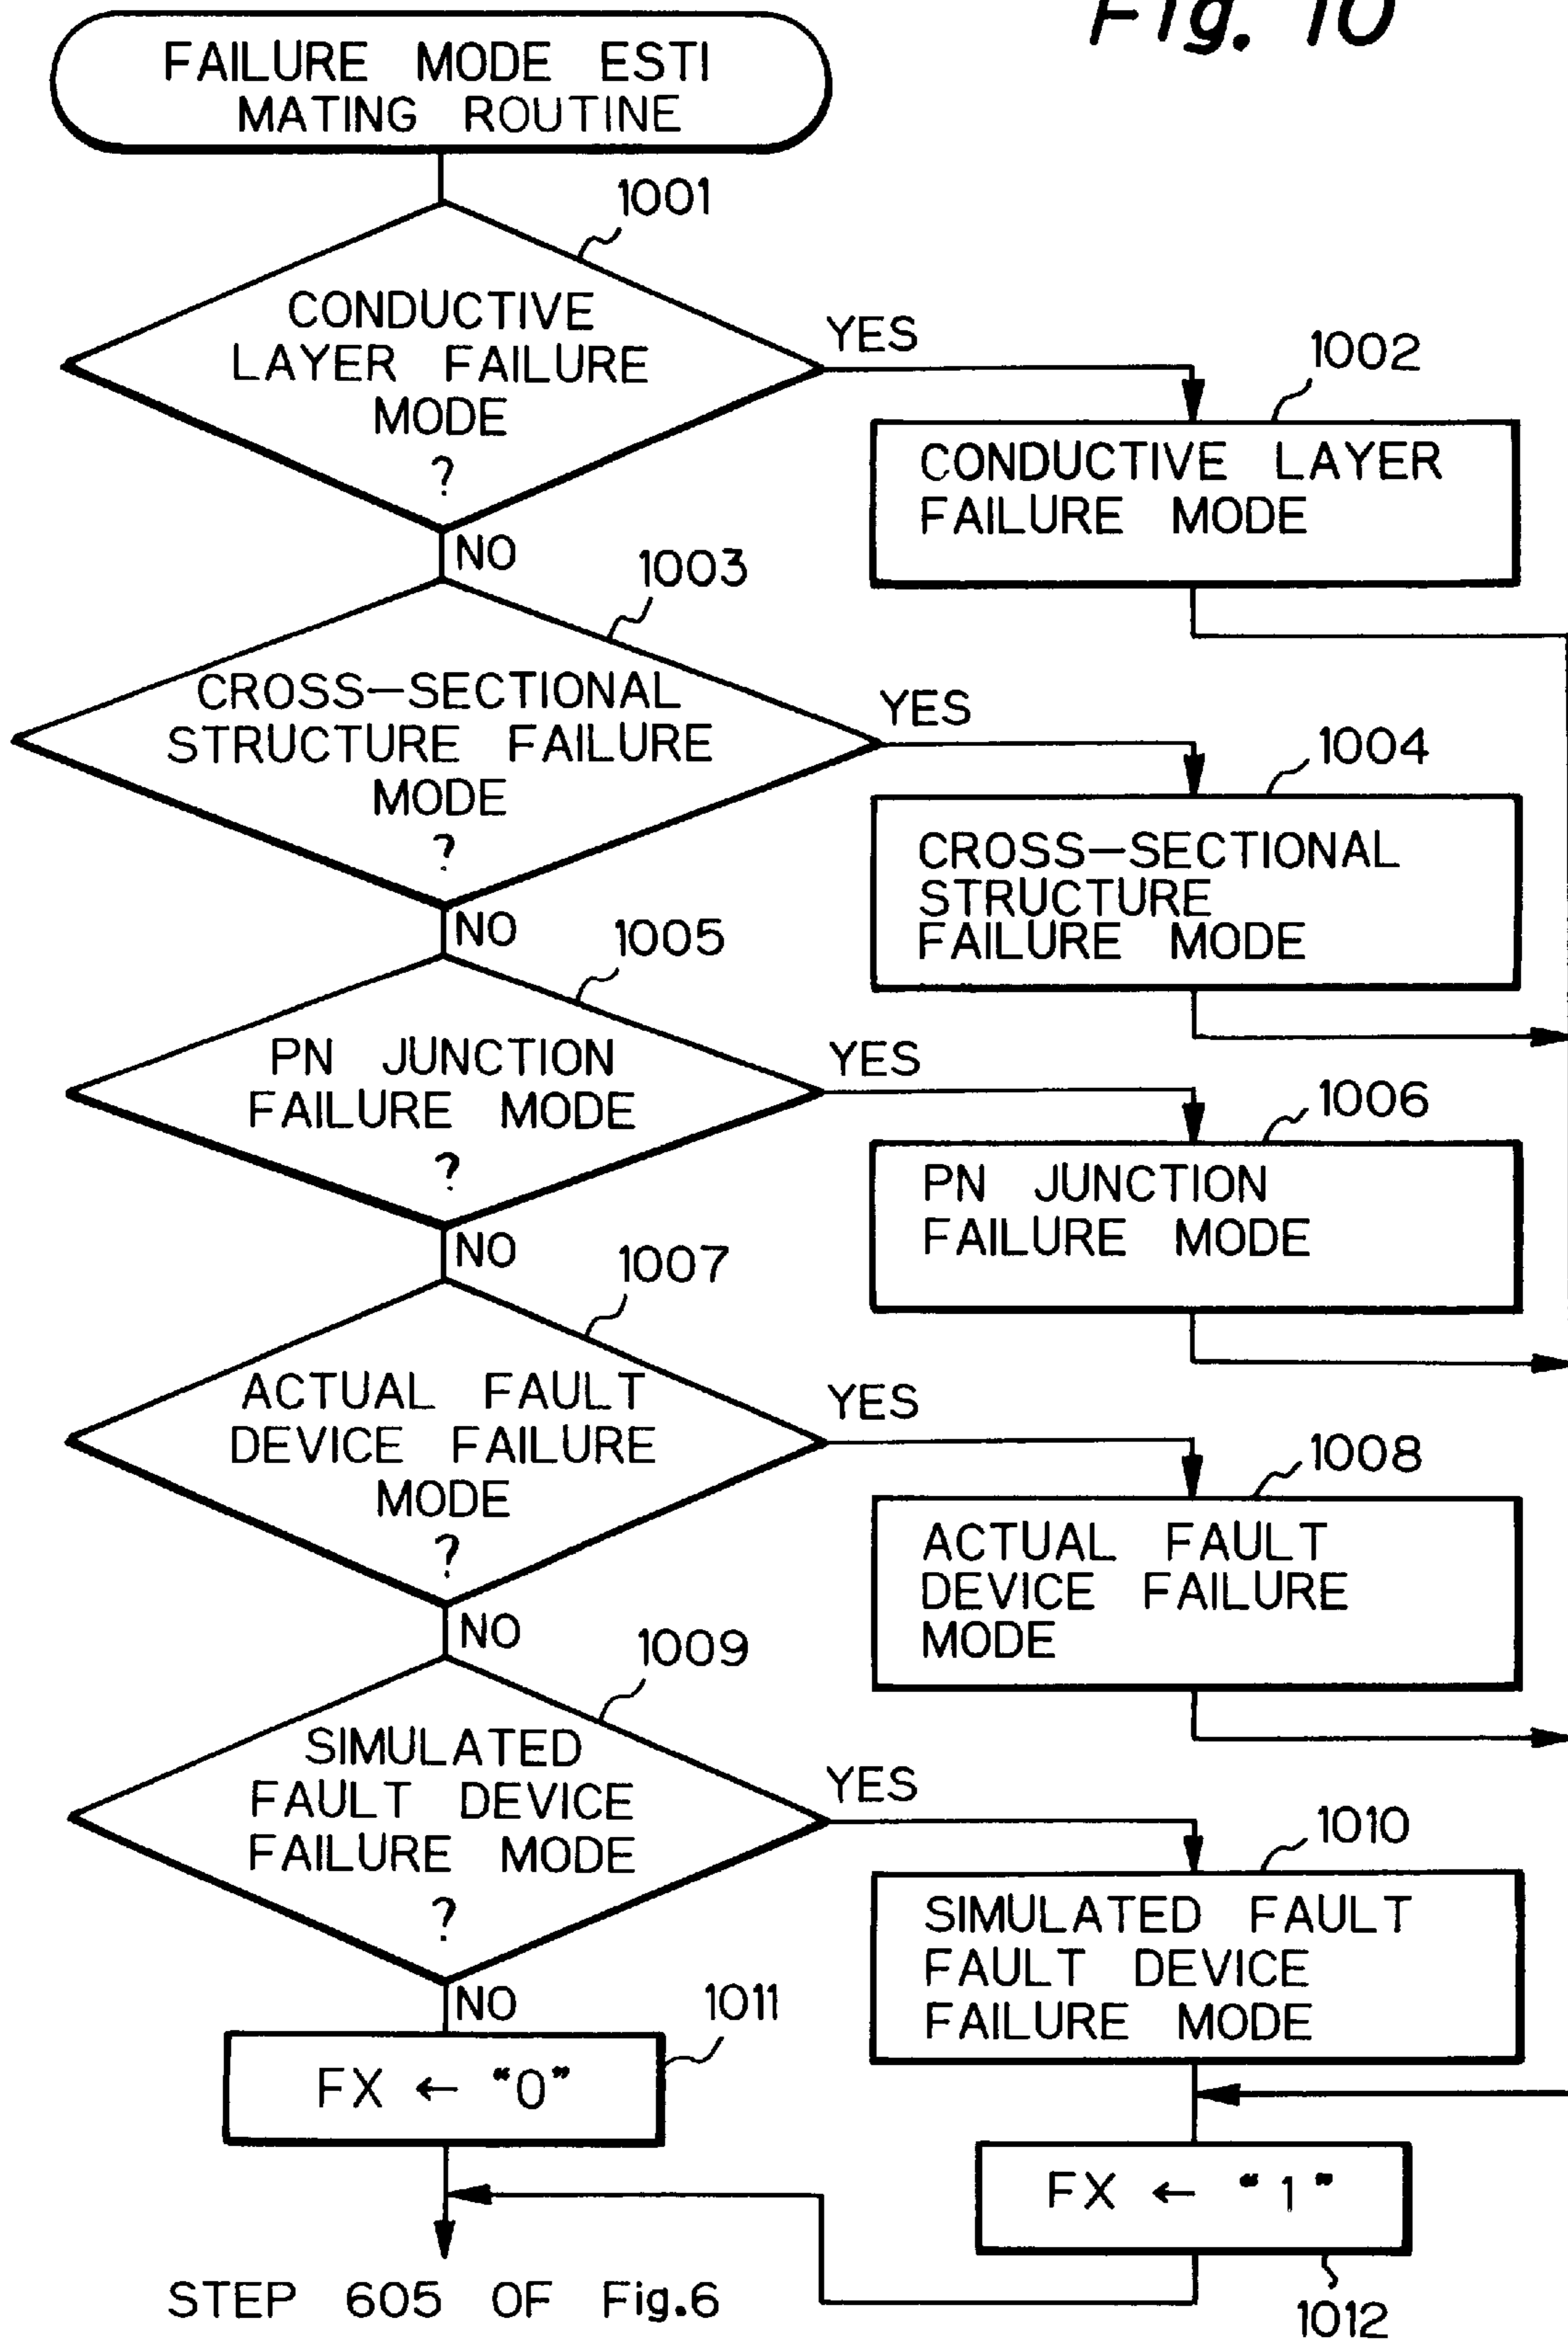 Fig. 10
FAILURE MODE ESTI
MATING ROUTINE
1001
CONDUCTIVE
LAYER FAILURE
MODE
?
YES
1002
CONDUCTIVE LAYER
FAILURE MODE
NO
1003
CROSS-SECTIONAL
STRUCTURE FAILURE
MODE
?
YES
1004
CROSS-SECTIONAL
STRUCTURE
FAILURE MODE
NO
1005
PN JUNCTION
FAILURE MODE
?
YES
1006
PN JUNCTION
FAILURE MODE
NO
1007
ACTUAL FAULT
DEVICE FAILURE
MODE
?
YES
1008
ACTUAL FAULT
DEVICE FAILURE
MODE
NO
1009
SIMULATED
FAULT DEVICE
FAILURE MODE
?
YES
1010
SIMULATED FAULT
FAULT DEVICE
FAILURE MODE
NO
1011
FX ← "0"
FX ← "1"
1012
STEP 605 OF Fig.6